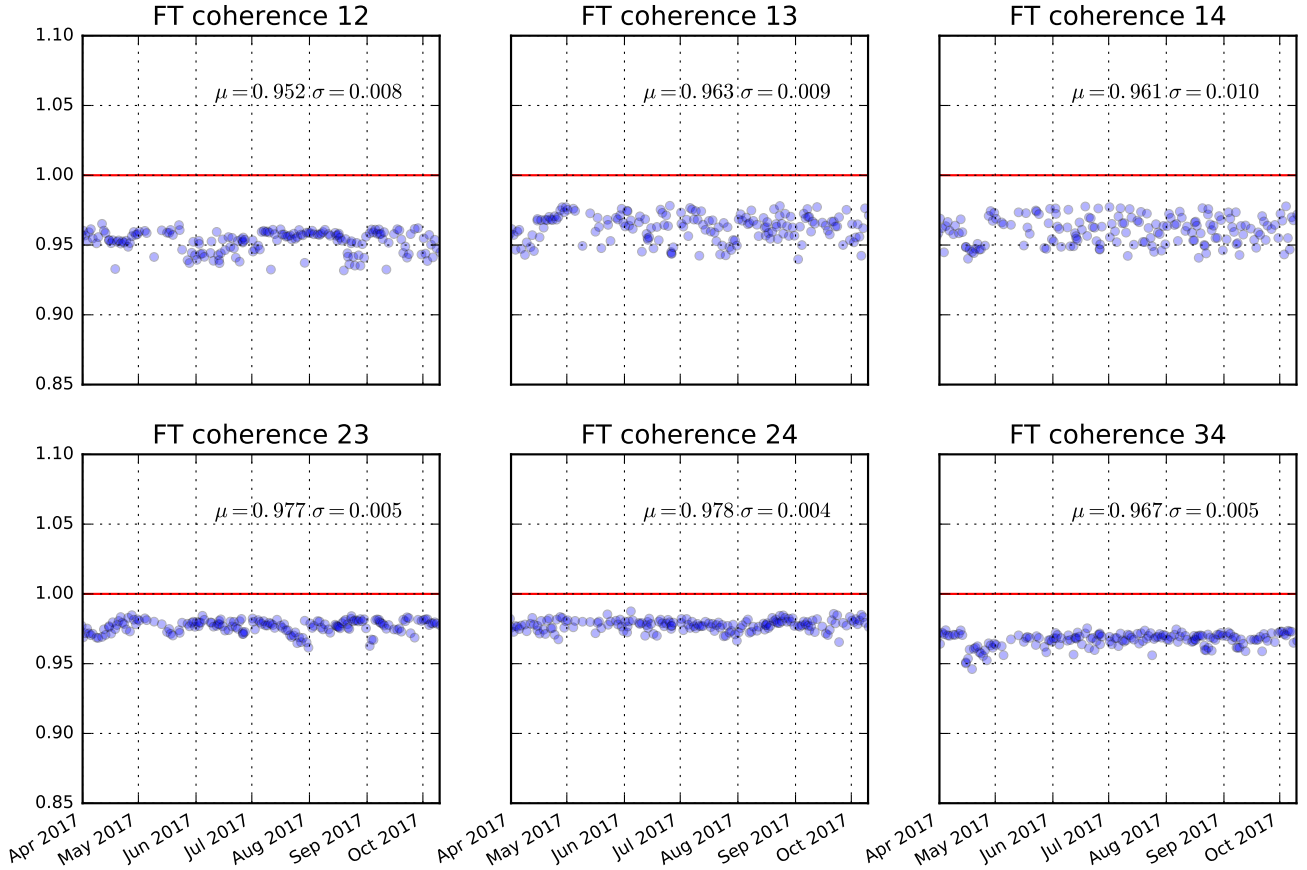 FT coherence 12
FT coherence 13
FT coherence 14
1.10
1.05
1.00
0.95
0.90
0.85
μ=0.952 σ=0.008
μ=0.963 σ=0.009
μ=0.961 σ=0.010
FT coherence 23
FT coherence 24
FT coherence 34
1.10
1.05
1.00
0.95
0.90
0.85
μ=0.977 σ=0.005
μ=0.978 σ=0.004
μ=0.967 σ=0.005
Apr 2017
May 2017
Jun 2017
Jul 2017
Aug 2017
Sep 2017
Oct 2017
Apr 2017
May 2017
Jun 2017
Jul 2017
Aug 2017
Sep 2017
Oct 2017
Apr 2017
May 2017
Jun 2017
Jul 2017
Aug 2017
Sep 2017
Oct 2017